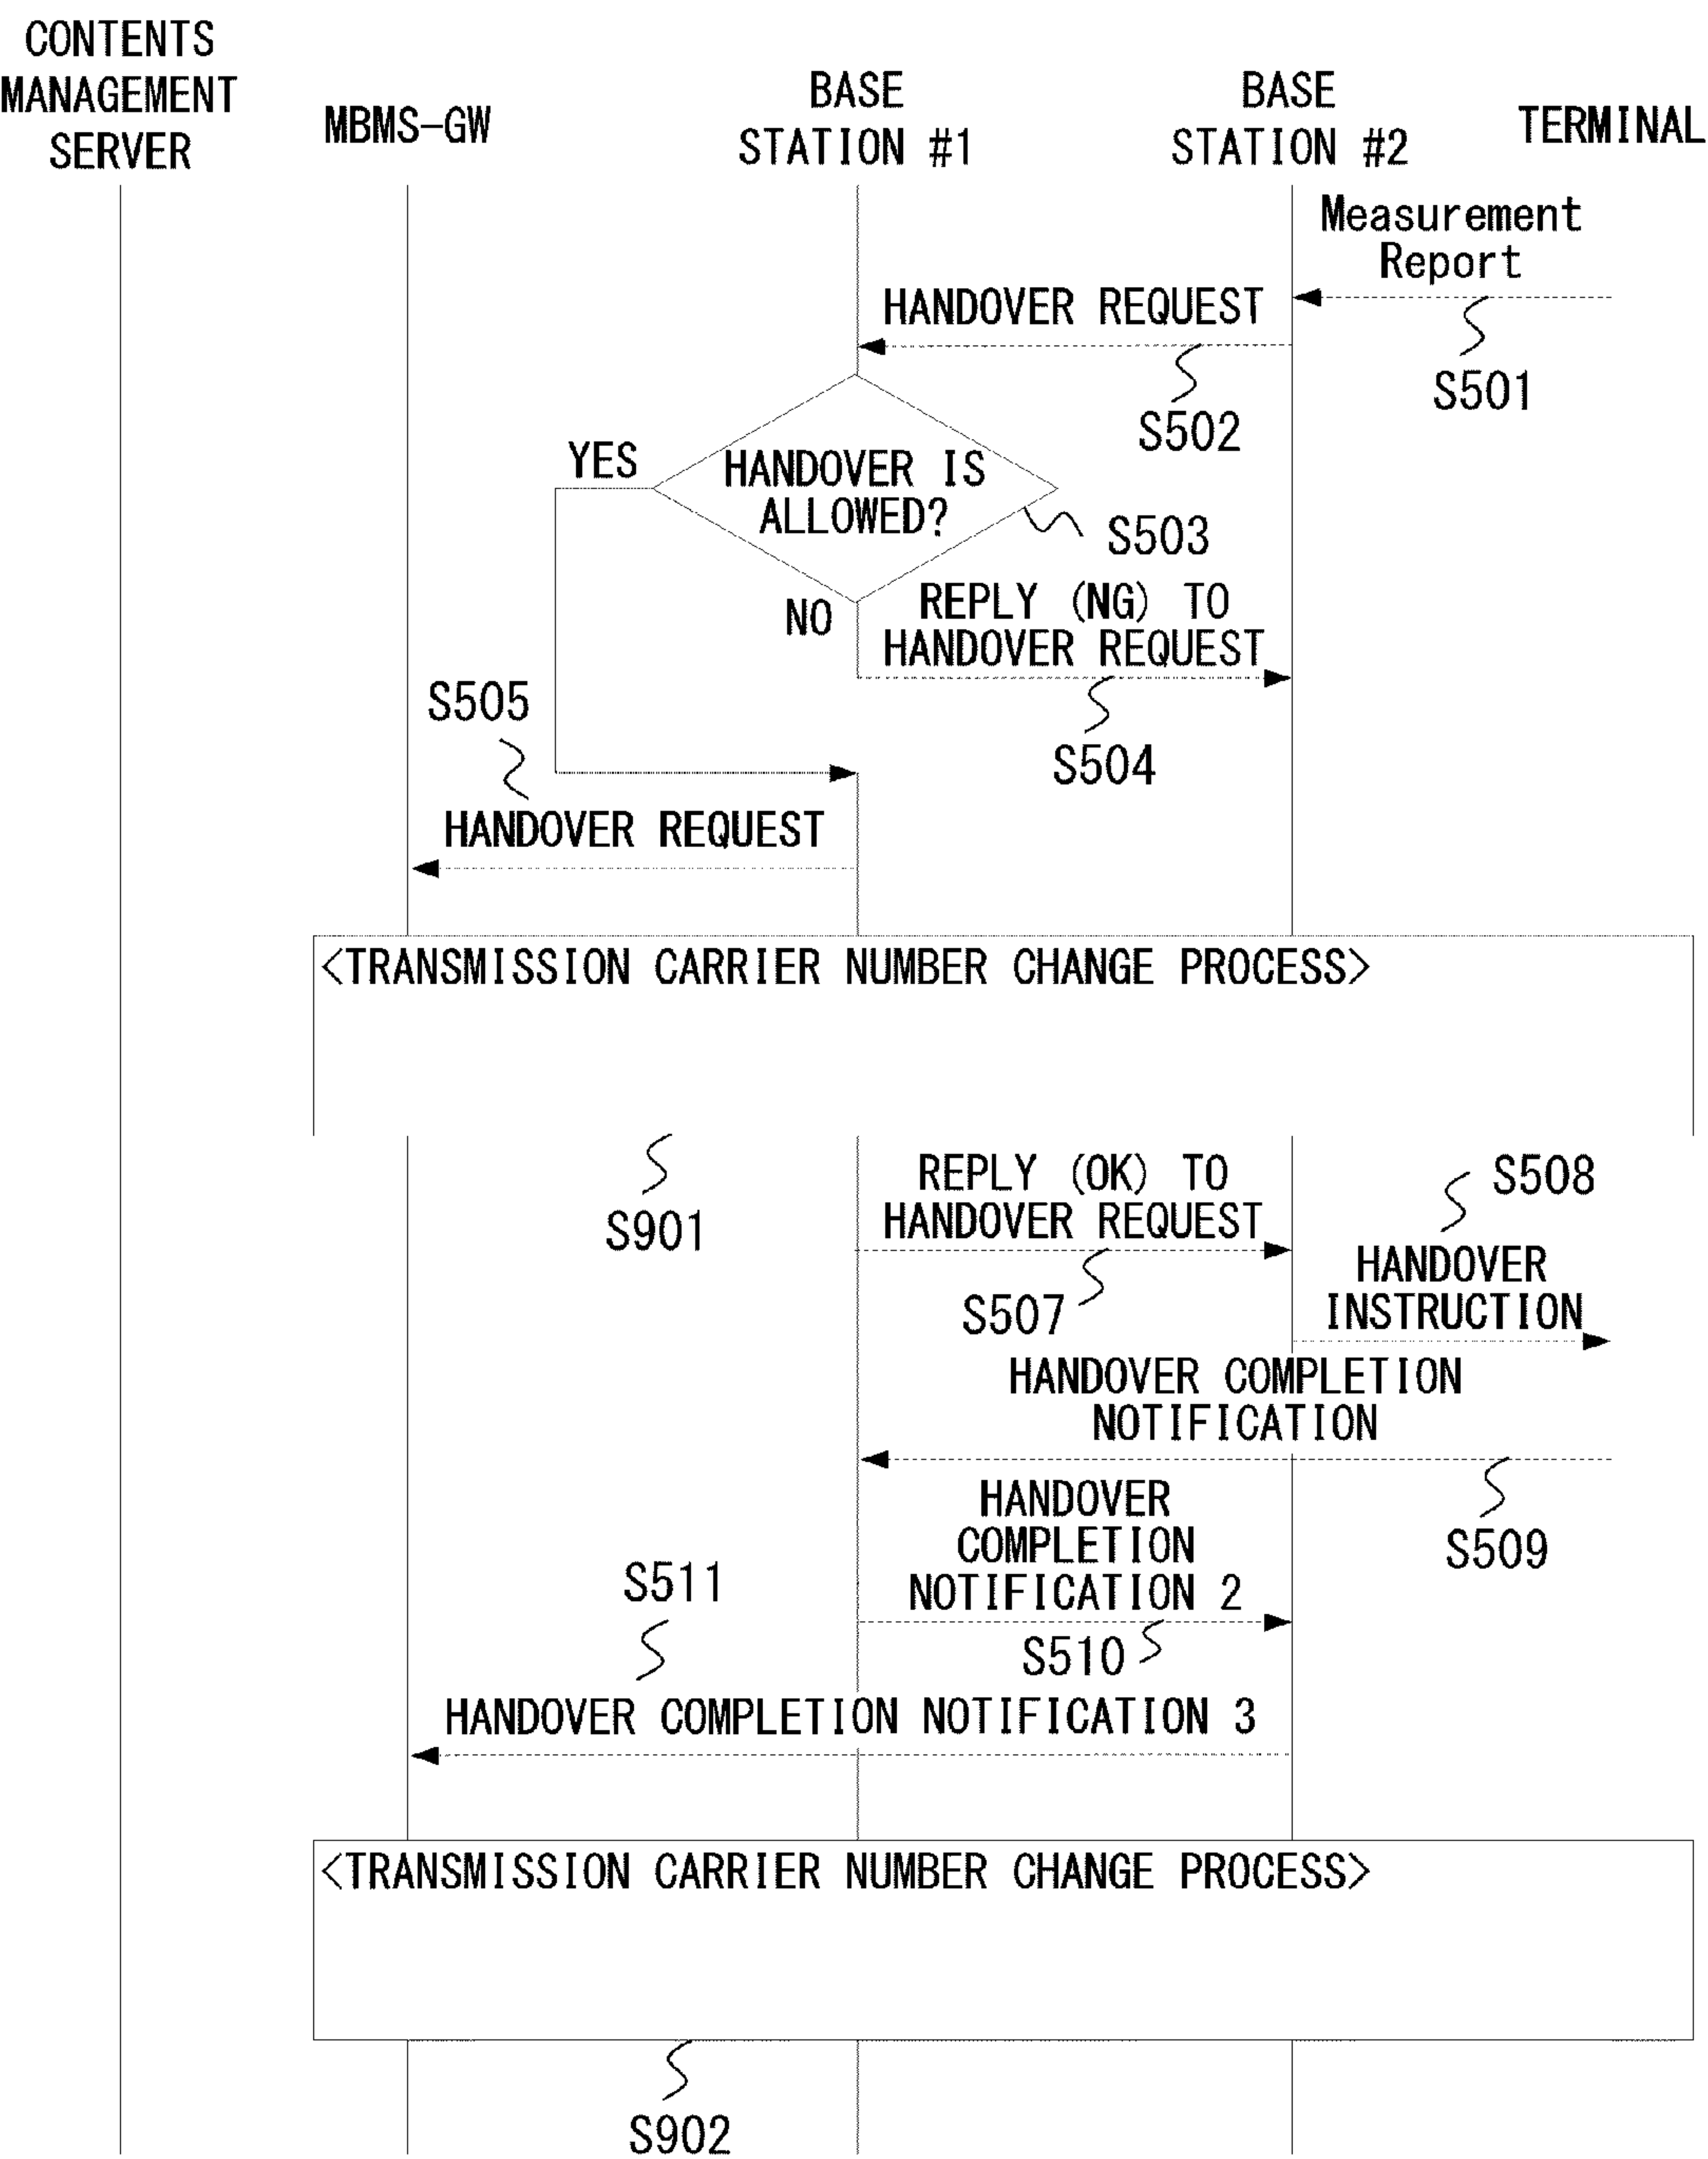 CONTENTS
MANAGEMENT
SERVER
MBMS-GW
BASE
STATION #1
BASE
STATION #2
TERMINAL
Measurement
Report
S501
HANDOVER REQUEST
S502
YES
HANDOVER IS
ALLOWED?
S503
NO
REPLY (NG) TO
HANDOVER REQUEST
S504
S505
HANDOVER REQUEST
<TRANSMISSION CARRIER NUMBER CHANGE PROCESS>
S901
REPLY (OK) TO
HANDOVER REQUEST
S507
S508
HANDOVER
INSTRUCTION
HANDOVER COMPLETION
NOTIFICATION
S509
HANDOVER
COMPLETION
NOTIFICATION 2
S510
S511
HANDOVER COMPLETION NOTIFICATION 3
<TRANSMISSION CARRIER NUMBER CHANGE PROCESS>
S902